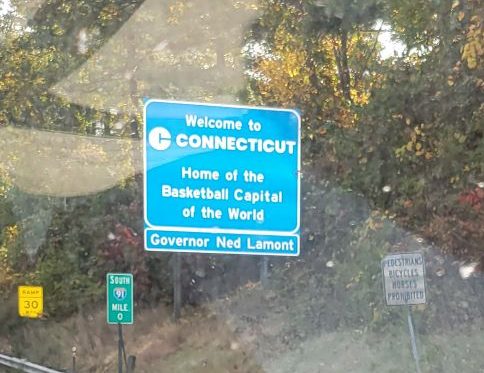 Welcome to
CONNECTICUT
Home of the
Basketball Capital
of the World
Governor Ned Lamont
RAMP
30
SOUTH
91
MILE
0
PEDESTRIANS
BICYCLES
HORSES
PROHIBITED